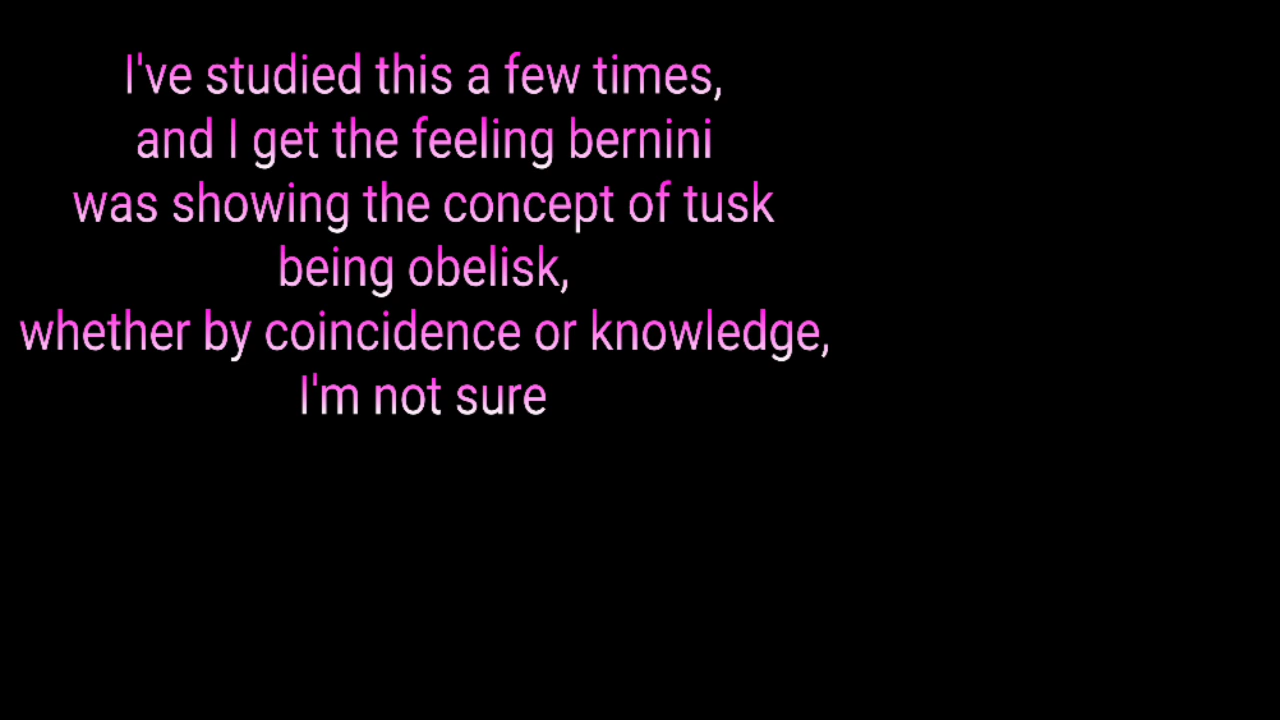 I've studied this a few times,
and I get the feeling bernini
was showing the concept of tusk
being obelisk,
whether by coincidence or knowledge,
I'm not sure